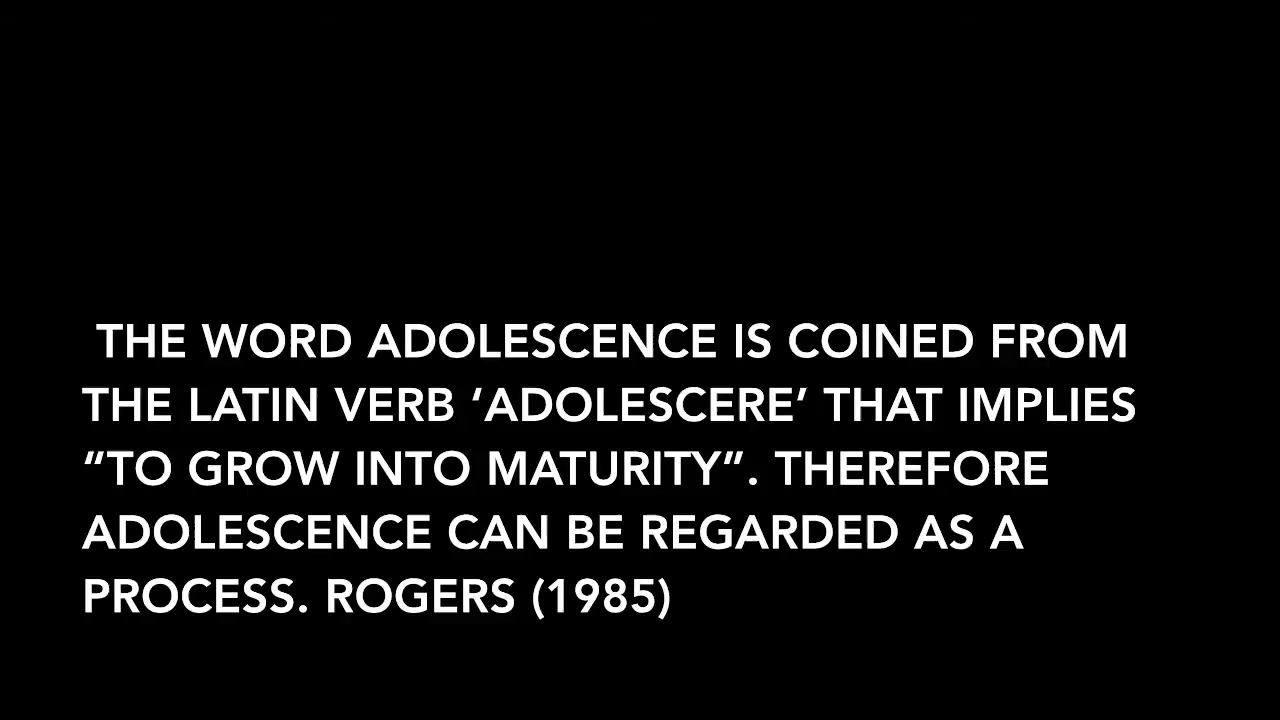 THE WORD ADOLESCENCE IS COINED FROM
THE LATIN VERB ‘ADOLESCERE’ THAT IMPLIES
“TO GROW INTO MATURITY”. THEREFORE
ADOLESCENCE CAN BE REGARDED AS A
PROCESS. ROGERS (1985)